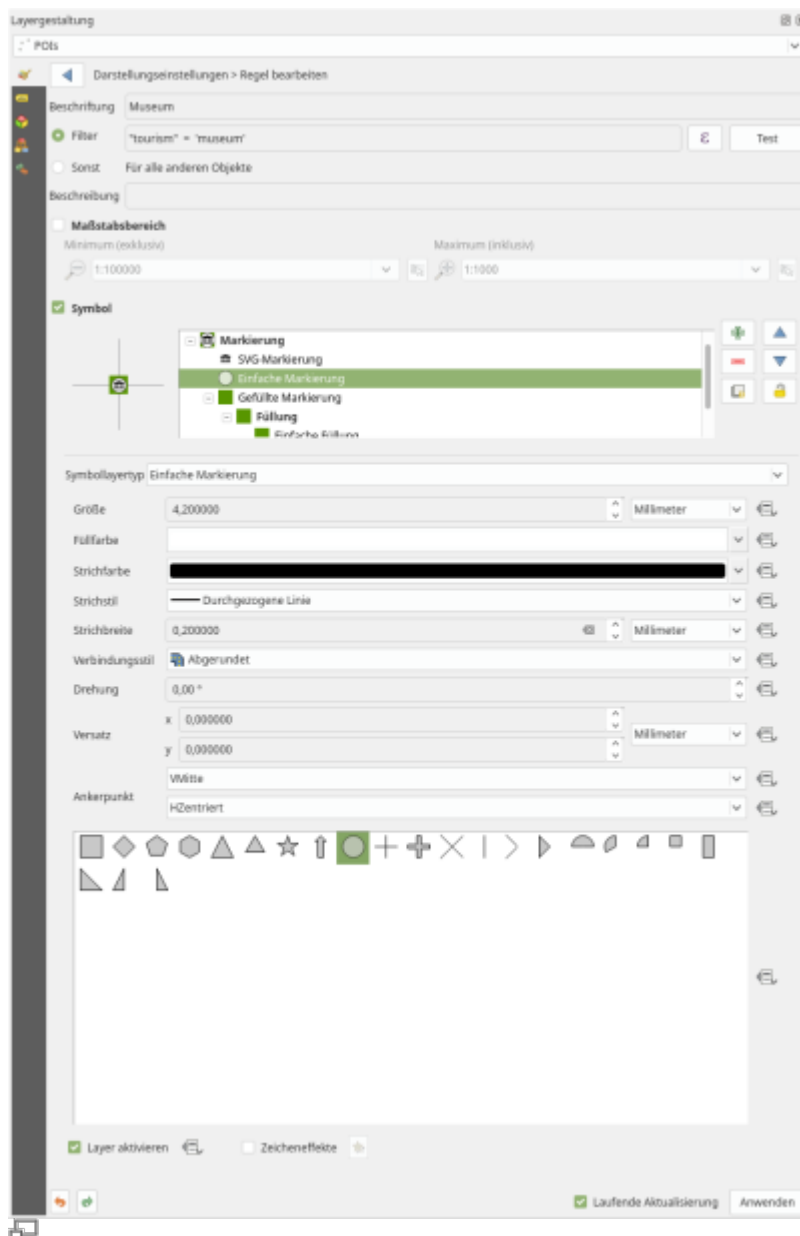 Layergestaltung
POIs
Darstellungseinstellungen > Regel bearbeiten
Beschriftung Museum
Filter "tourism" = 'museum' ε Test
Sonst Für alle anderen Objekte
Beschreibung
Maßstabsbereich
Minimum (exklusiv) Maximum (inklusiv)
1:100000 1:1000
Symbol
Markierung
SVG-Markierung
Einfache Markierung
Gefüllte Markierung
Füllung
Einfache Füllung
Symbollayertyp Einfache Markierung
Größe 4,200000 Millimeter
Füllfarbe
Strichfarbe
Strichstil Durchgezogene Linie
Strichbreite 0,200000 Millimeter
Verbindungsstil Abgerundet
Drehung 0,00 °
x 0,000000
Versatz Millimeter
y 0,000000
VMitte
Ankerpunkt
HZentriert
Layer aktivieren Zeicheneffekte
Laufende Aktualisierung Anwenden